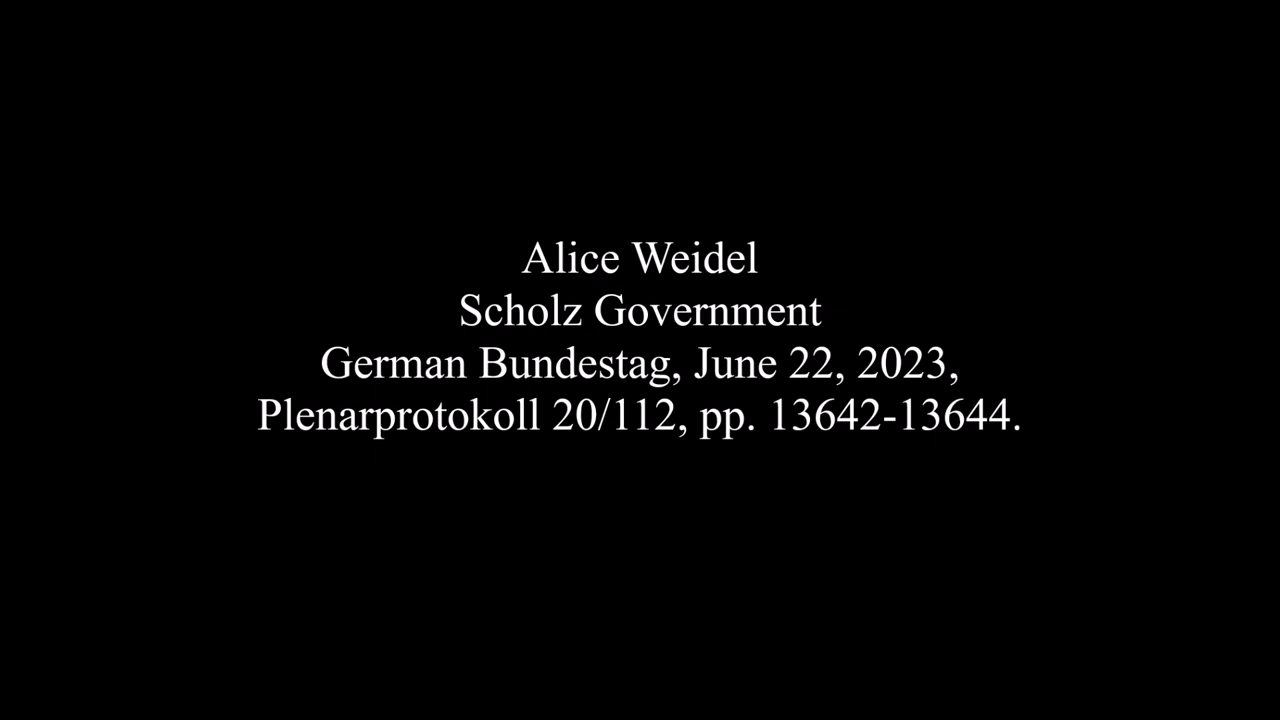 Alice Weidel
Scholz Government
German Bundestag, June 22, 2023,
Plenarprotokoll 20/112, pp. 13642-13644.